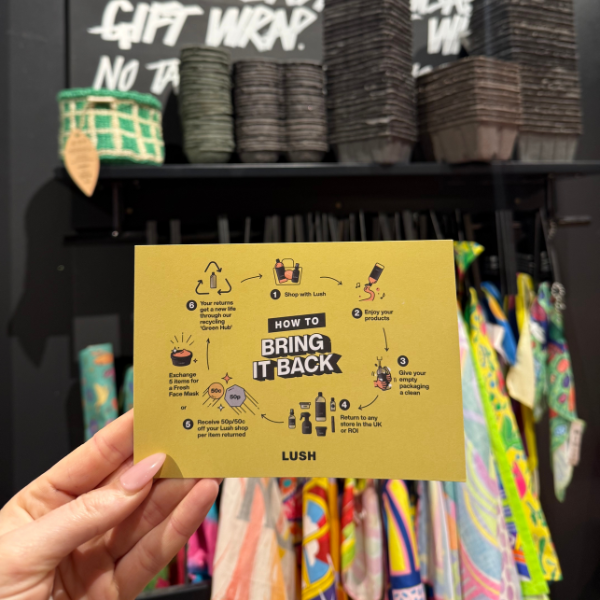 GIFT WRAP?
NO TA
HOW TO
BRING
IT BACK
1 Shop with Lush
2 Enjoy your
products
3 Give your
empty
packaging
a clean
4 Return to any
store in the UK
or ROI
5 Receive 50p/50c
off your Lush shop
per item returned
50c
50p
or
Exchange
5 items for
a Fresh
Face Mask
6 Your returns
get a new life
through our
recycling
'Green Hub'
LUSH